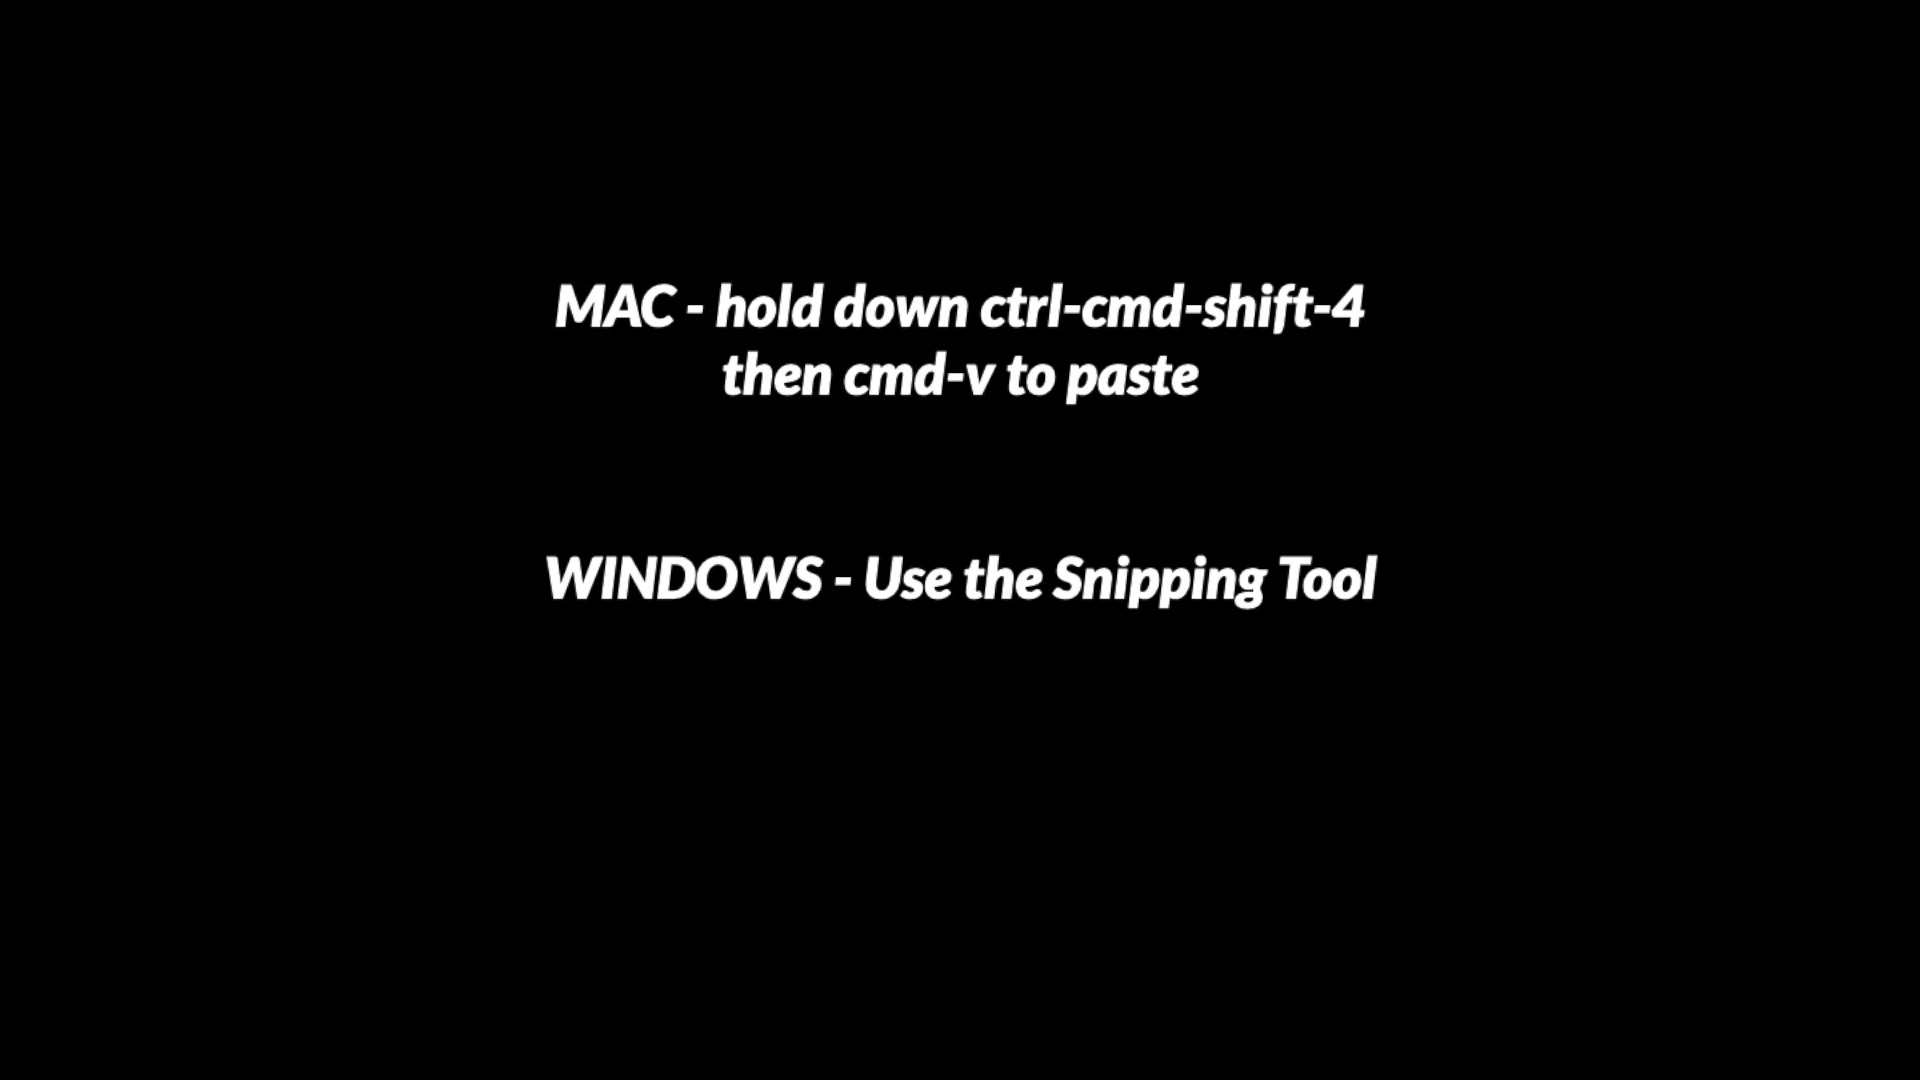 MAC - hold down ctrl-cmd-shift-4
then cmd-v to paste
WINDOWS - Use the Snipping Tool